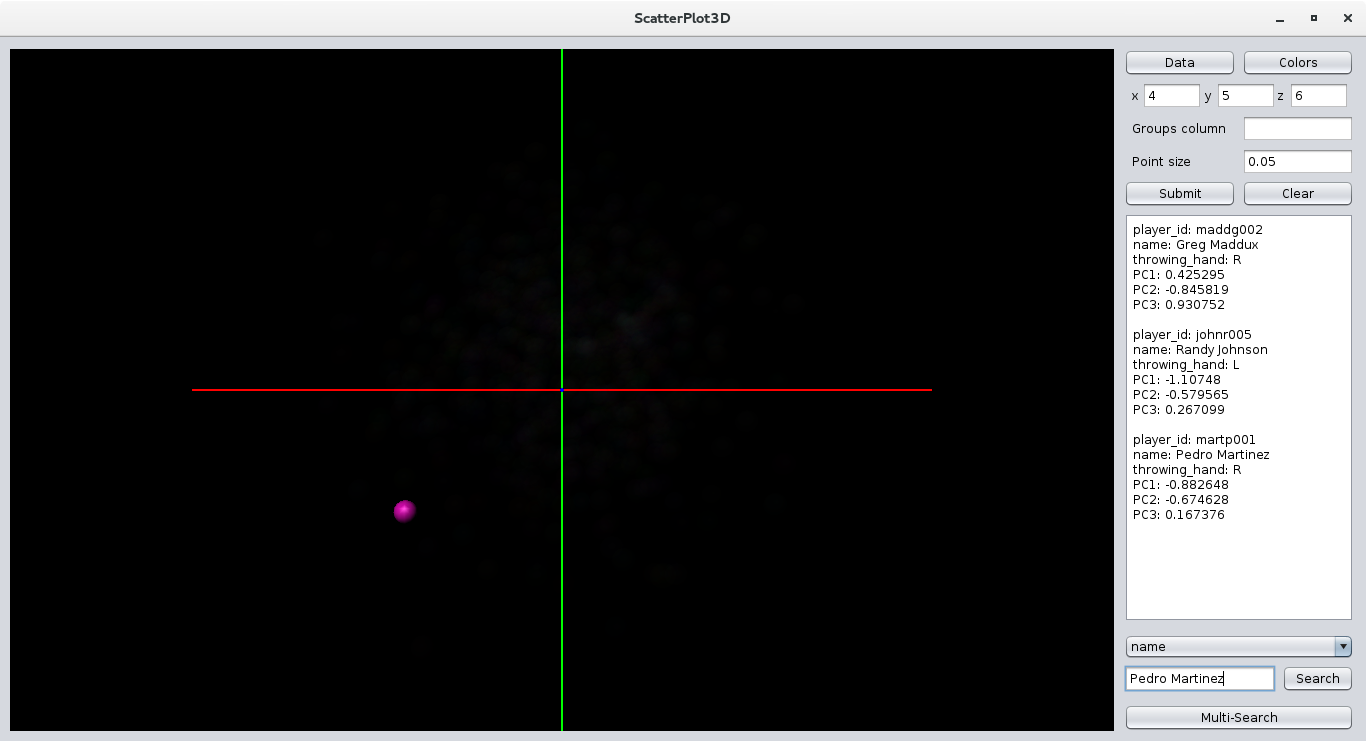 ScatterPlot3D
Data Colors
x 4 y 5 z 6
Groups column
Point size 0.05
Submit Clear
player_id: maddg002
name: Greg Maddux
throwing_hand: R
PC1: 0.425295
PC2: -0.845819
PC3: 0.930752
player_id: johnr005
name: Randy Johnson
throwing_hand: L
PC1: -1.10748
PC2: -0.579565
PC3: 0.267099
player_id: martp001
name: Pedro Martinez
throwing_hand: R
PC1: -0.882648
PC2: -0.674628
PC3: 0.167376
name
Pedro Martinez Search
Multi-Search